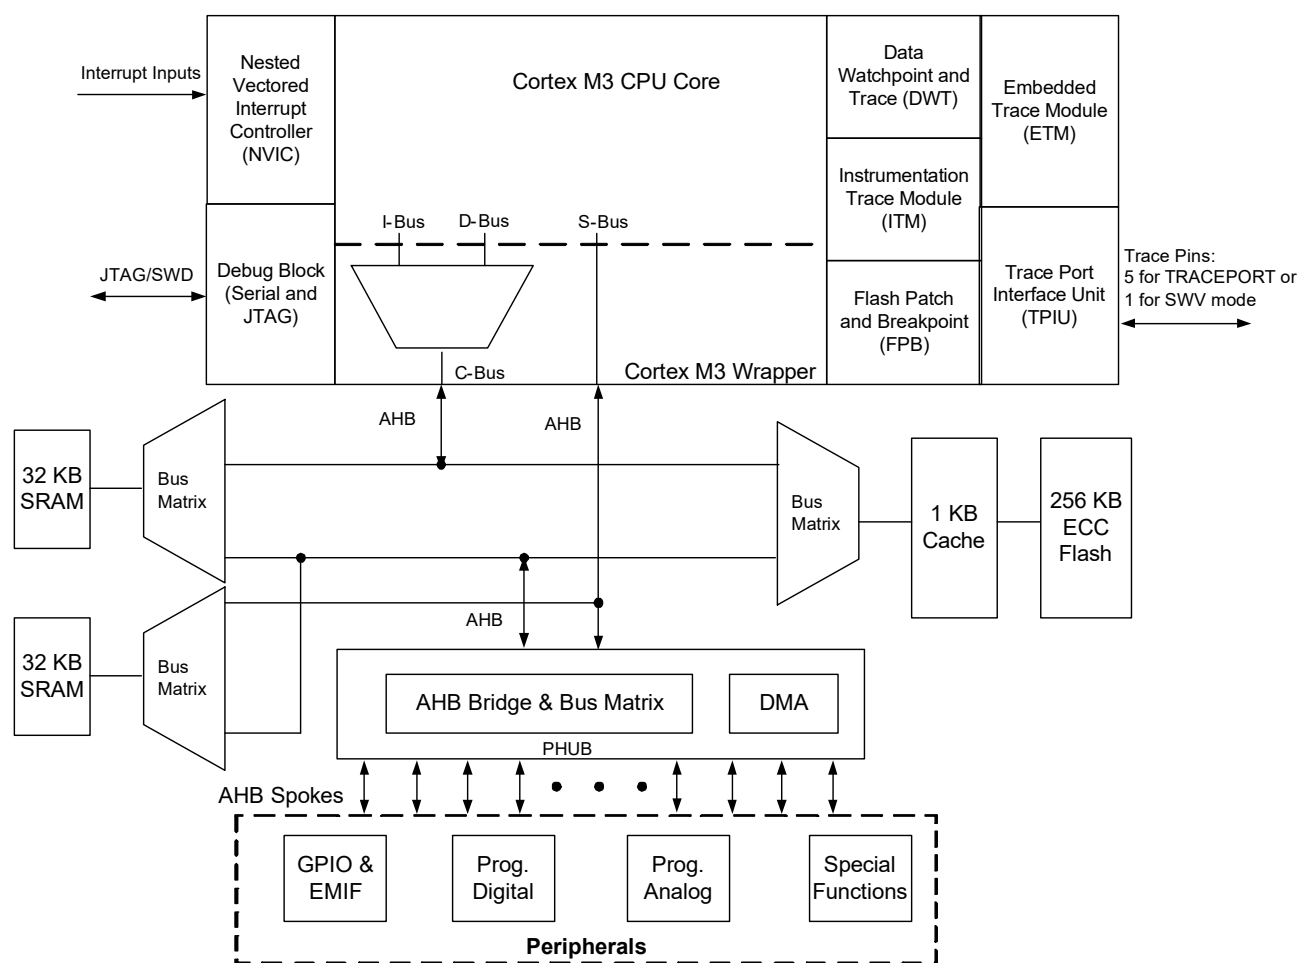 Interrupt Inputs
Nested
Vectored
Interrupt
Controller
(NVIC)
Cortex M3 CPU Core
Data
Watchpoint and
Trace (DWT)
Embedded
Trace Module
(ETM)
Instrumentation
Trace Module
(ITM)
I-Bus
D-Bus
S-Bus
JTAG/SWD
Debug Block
(Serial and
JTAG)
Flash Patch
and Breakpoint
(FPB)
Trace Port
Interface Unit
(TPIU)
Trace Pins:
5 for TRACEPORT or
1 for SWV mode
C-Bus
Cortex M3 Wrapper
AHB
AHB
32 KB
SRAM
Bus
Matrix
Bus
Matrix
1 KB
Cache
256 KB
ECC
Flash
AHB
32 KB
SRAM
Bus
Matrix
AHB Bridge & Bus Matrix
DMA
PHUB
AHB Spokes
GPIO &
EMIF
Prog.
Digital
Prog.
Analog
Special
Functions
Peripherals